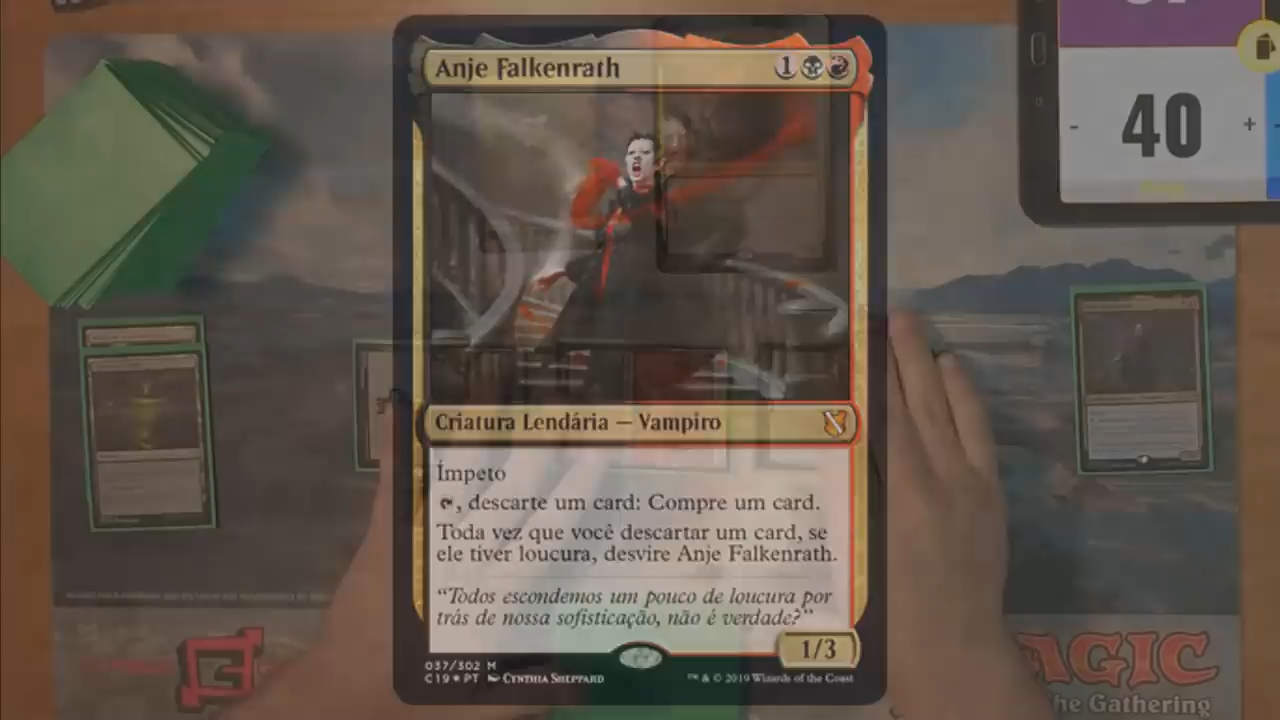 Anje Falkenrath
1
- 40 +
Criatura Lendária — Vampiro
Ímpeto
, descarte um card: Compre um card.
Toda vez que você descartar um card, se
ele tiver loucura, desvire Anje Falkenrath.
“Todos escondemos um pouco de loucura por
trás de nossa sofisticação, não é verdade?”
1/3
037/302 M
C19 PT CYNTHIA SHEPPARD
™ & © 2019 Wizards of the Coast
MAGIC
The Gathering